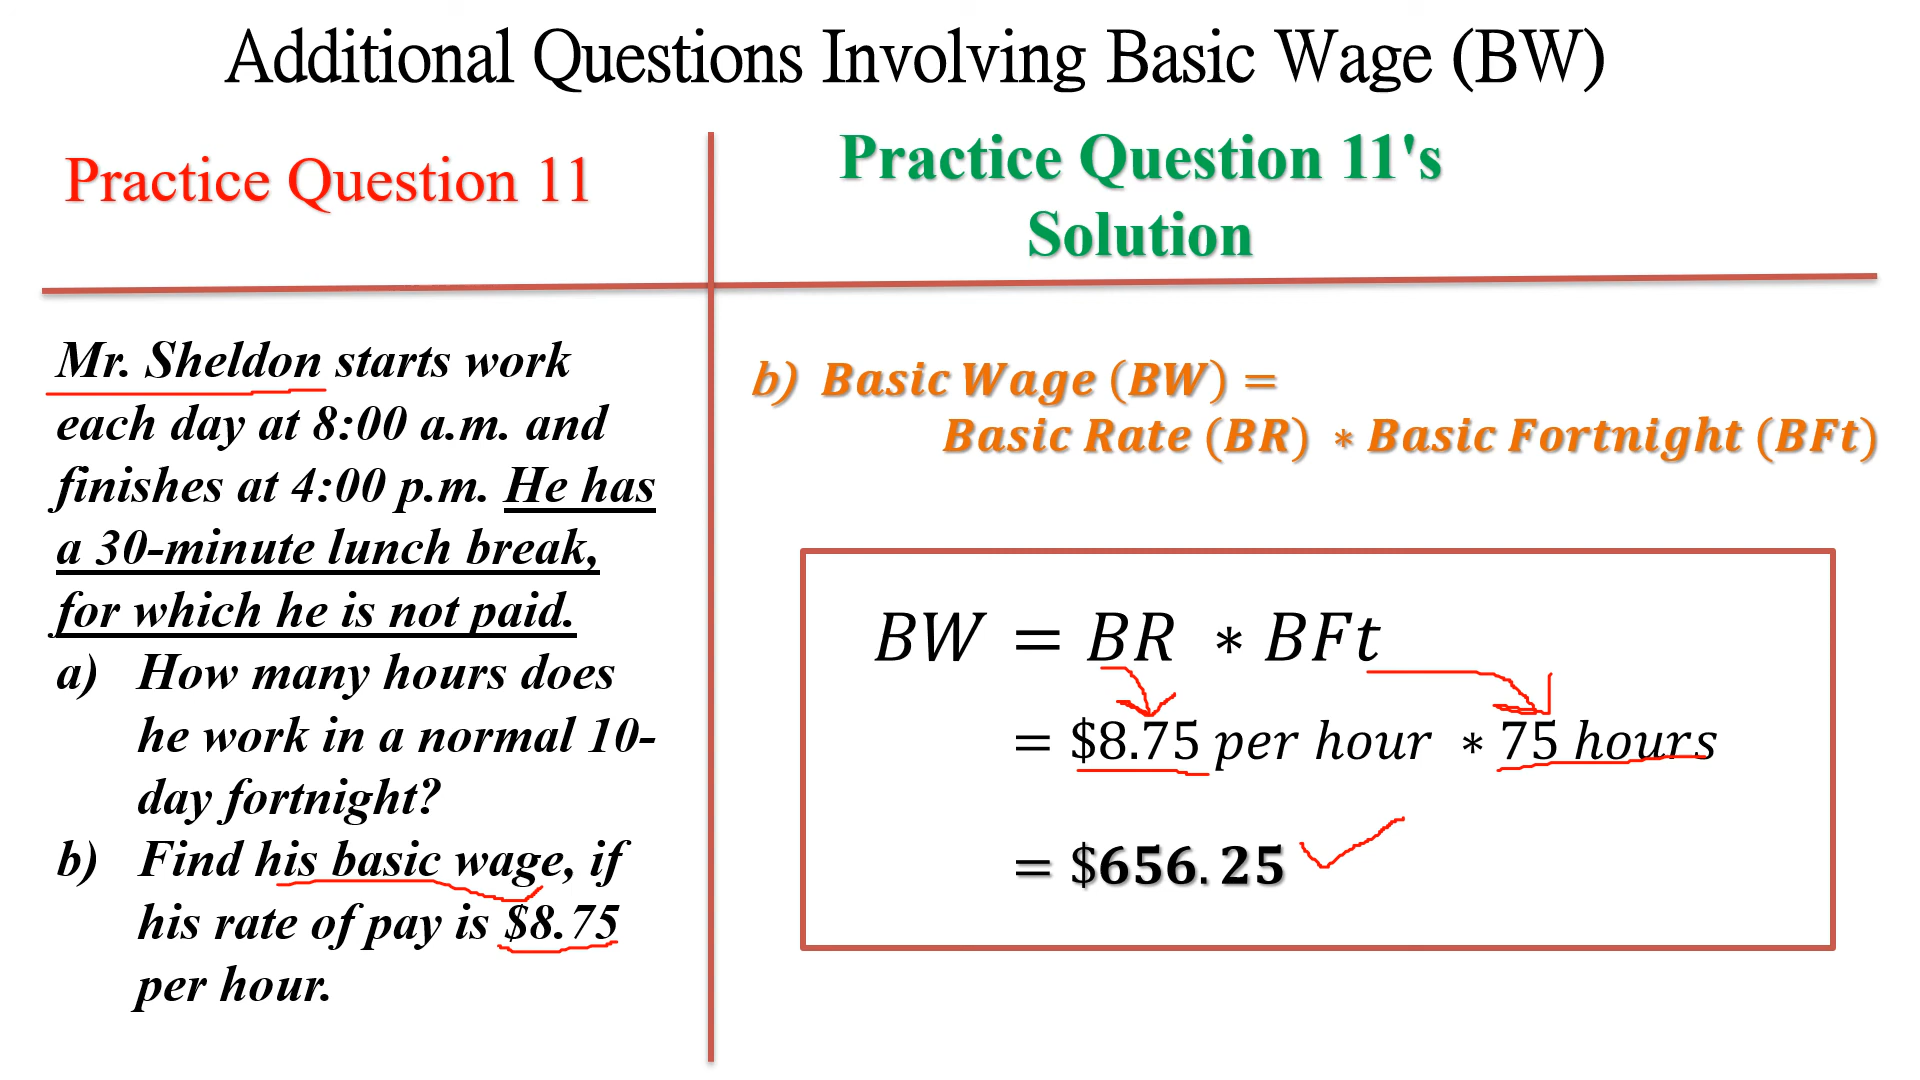 Additional Questions Involving Basic Wage (BW)
Practice Question 11
Practice Question 11's
Solution
Mr. Sheldon starts work
each day at 8:00 a.m. and
finishes at 4:00 p.m. He has
a 30-minute lunch break,
for which he is not paid.
a) How many hours does
he work in a normal 10-
day fortnight?
b) Find his basic wage, if
his rate of pay is $8.75
per hour.
b) Basic Wage (BW) =
Basic Rate (BR) * Basic Fortnight (BFt)
BW = BR * BFt
= $8.75 per hour * 75 hours
= $656.25